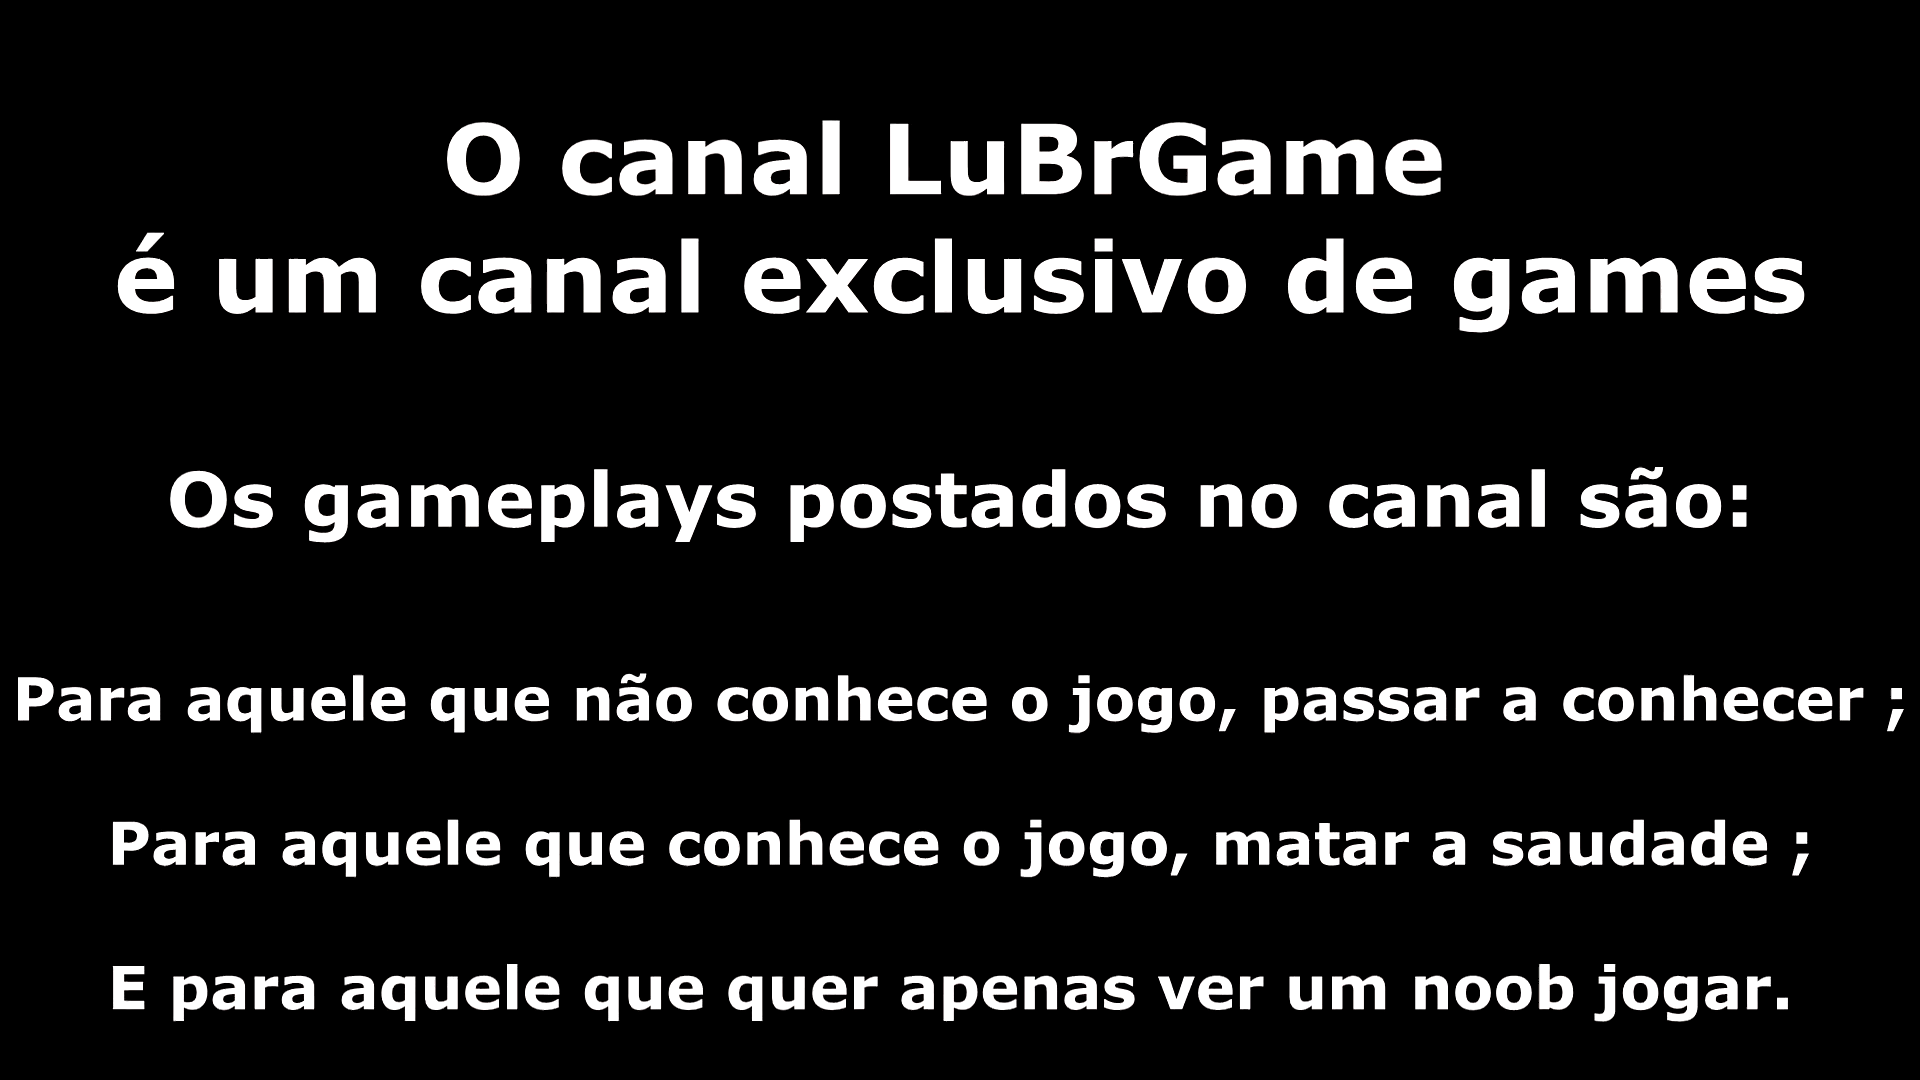 O canal LuBrGame
é um canal exclusivo de games
Os gameplays postados no canal são:
Para aquele que não conhece o jogo, passar a conhecer ;
Para aquele que conhece o jogo, matar a saudade ;
E para aquele que quer apenas ver um noob jogar.